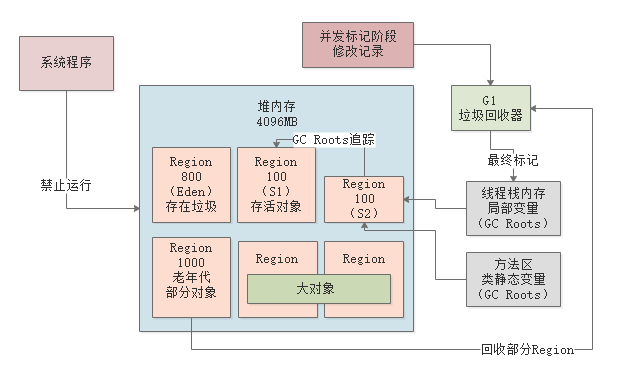 并发标记阶段
修改记录
系统程序
G1
垃圾回收器
堆内存
4096MB
GC Roots追踪
最终标记
Region
800
(Eden)
存在垃圾
Region
100
(S1)
存活对象
Region
100
(S2)
禁止运行
线程栈内存
局部变量
(GC Roots)
Region
1000
老年代
部分对象
Region
Region
大对象
方法区
类静态变量
(GC Roots)
回收部分Region